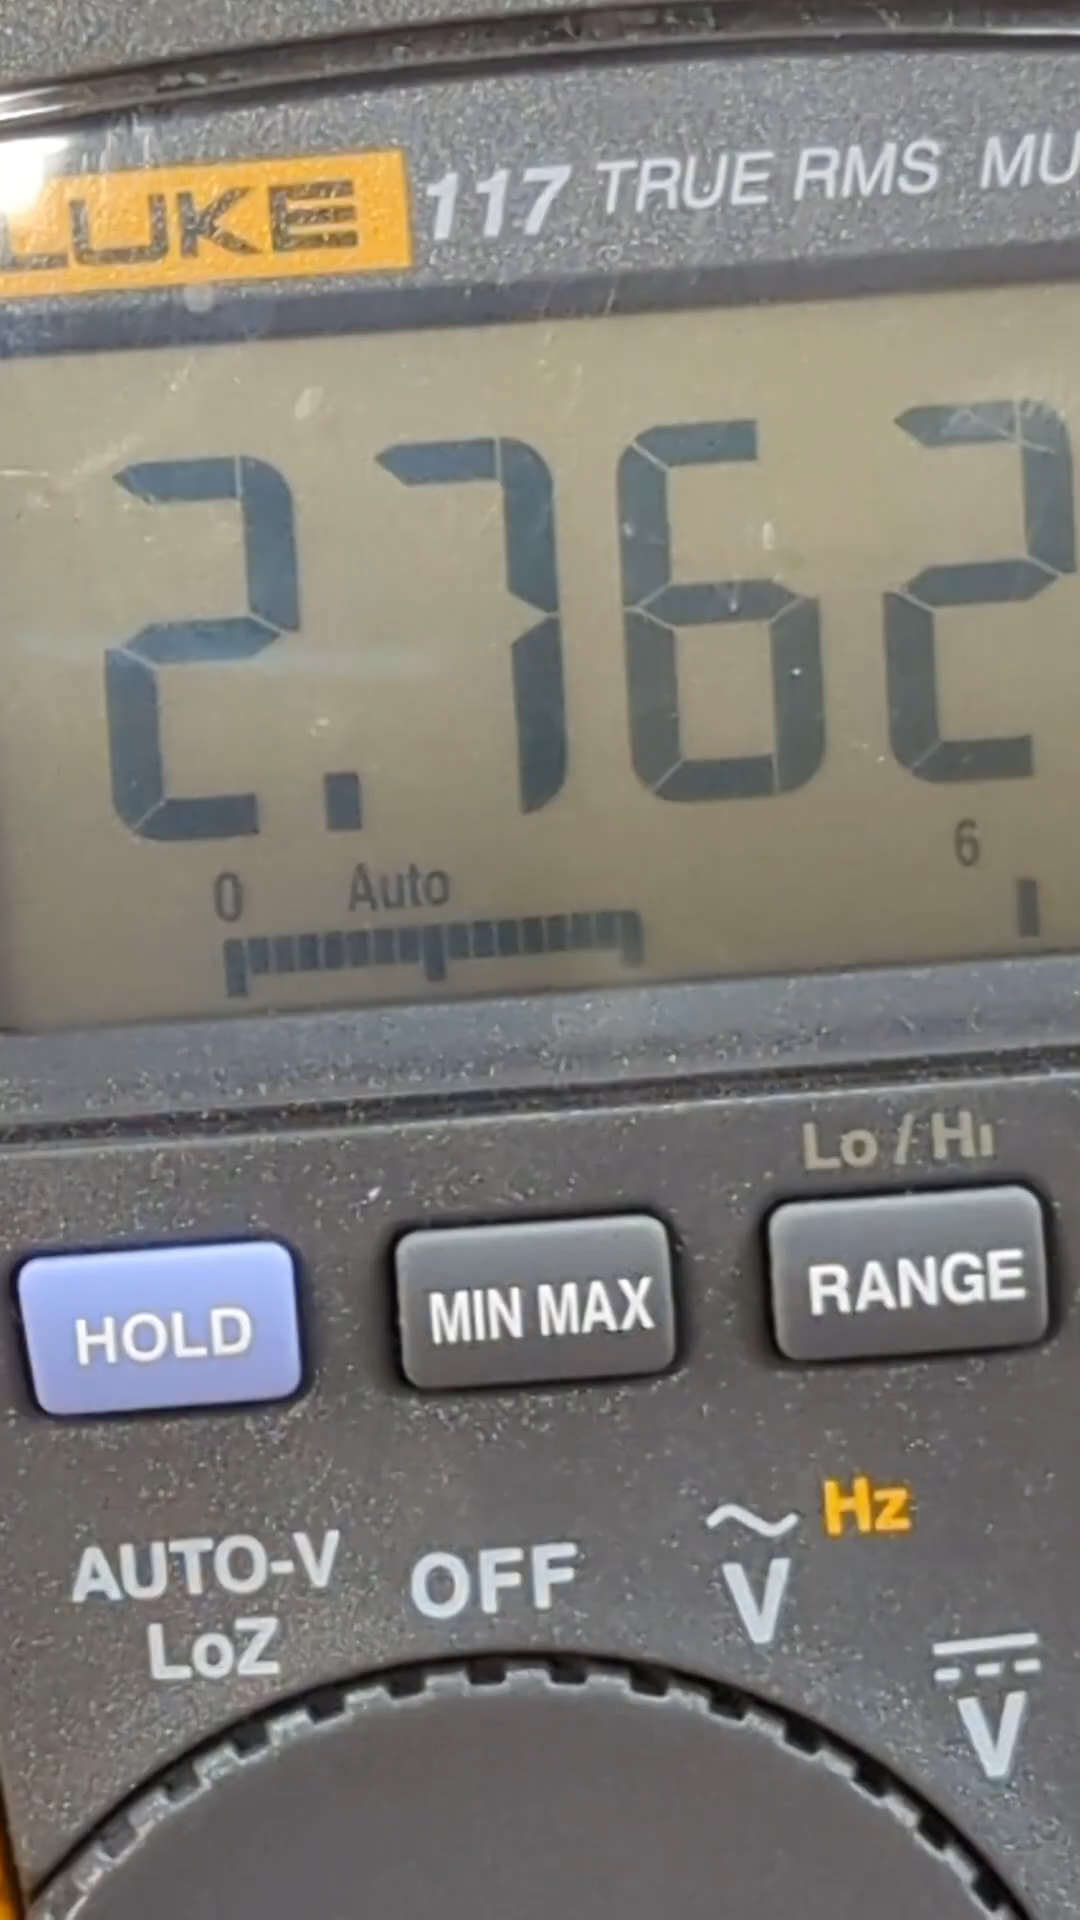 LUKE 117 TRUE RMS MU
2.762
0 Auto 6
Lo / Hi
HOLD MIN MAX RANGE
AUTO-V LoZ OFF V Hz
V